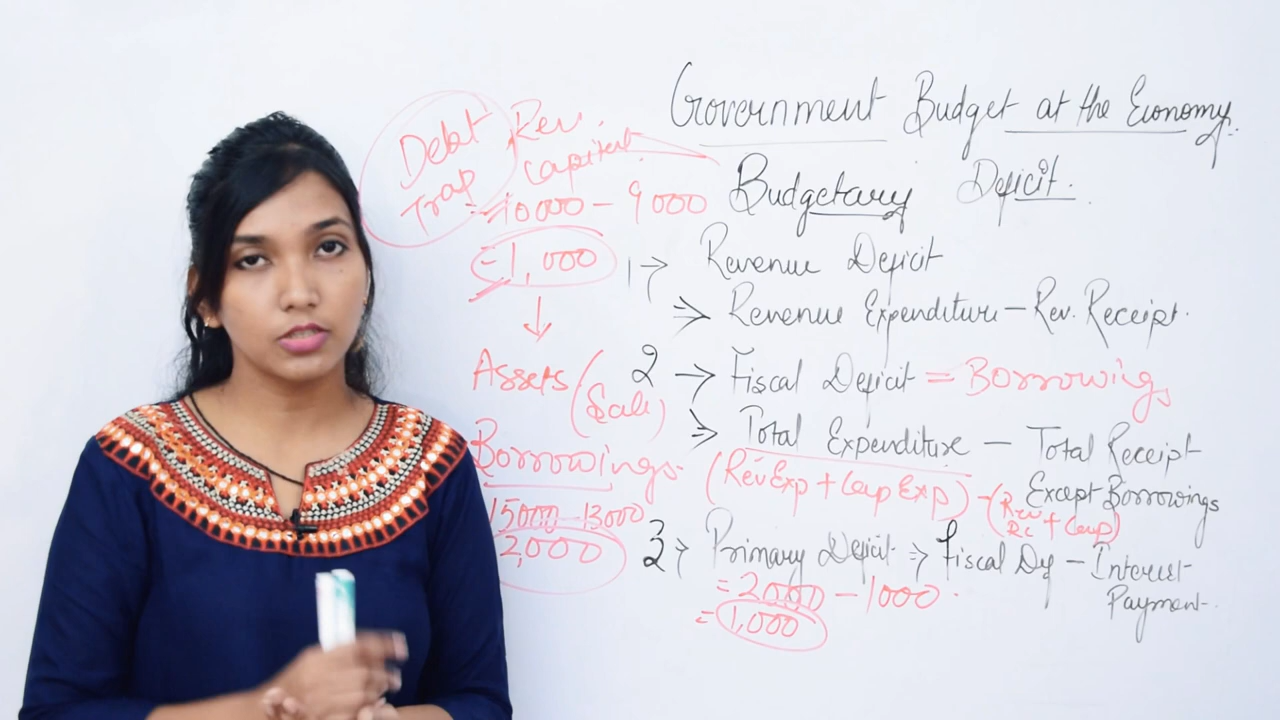 Government Budget at the Economy.
Budgetary Deficit.
1 → Revenue Deficit
⇒ Revenue Expenditure – Rev. Receipt.
2 → Fiscal Deficit = Borrowing
⇒ Total Expenditure – Total Receipt
Except Borrowings
(Rev Exp + Cap Exp) – (Rev Rc + Cap)
3 → Primary Deficit ⇒ Fiscal Def – Interest
Payment
= 2000 – 1000.
= 1,000
Debt
Trap
Rev.
Capital
= 10000 – 9000
= 1,000
↓
Assets (Sale)
Borrowings.
15000 – 13000
2,000